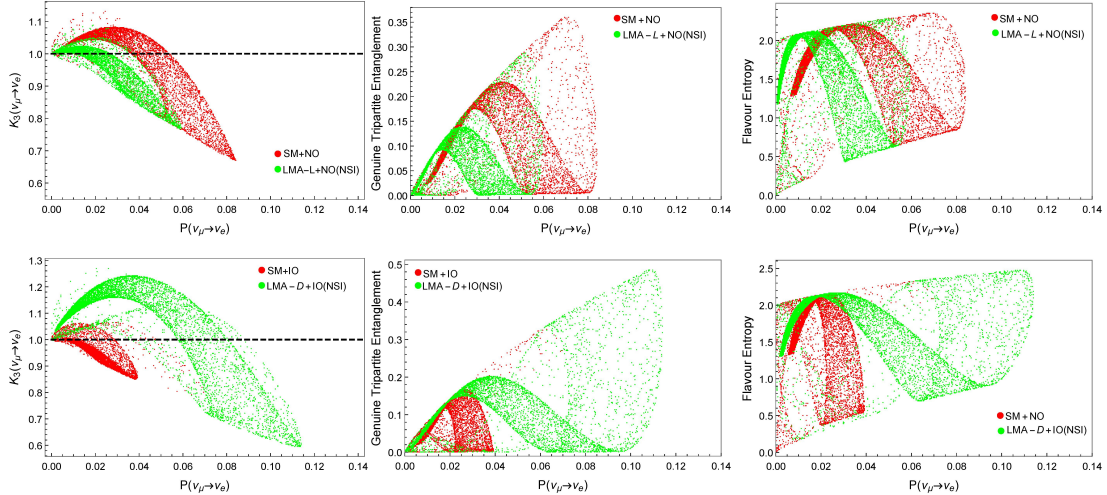 K₃(νμ→νe)
1.1
1.0
0.9
0.8
0.7
0.6
SM+NO
LMA-L+NO(NSI)
0.00 0.02 0.04 0.06 0.08 0.10 0.12 0.14
P(νμ→νe)
Genuine Tripartite Entanglement
0.35
0.30
0.25
0.20
0.15
0.10
0.05
0.00
SM+NO
LMA-L+NO(NSI)
0.00 0.02 0.04 0.06 0.08 0.10 0.12 0.14
P(νμ→νe)
Flavour Entropy
2.5
2.0
1.5
1.0
0.5
0.0
SM+NO
LMA-L+NO(NSI)
0.00 0.02 0.04 0.06 0.08 0.10 0.12 0.14
P(νμ→νe)
K₃(νμ→νe)
1.3
1.2
1.1
1.0
0.9
0.8
0.7
0.6
SM+IO
LMA-D+IO(NSI)
0.00 0.02 0.04 0.06 0.08 0.10 0.12 0.14
P(νμ→νe)
Genuine Tripartite Entanglement
0.5
0.4
0.3
0.2
0.1
0.0
SM+IO
LMA-D+IO(NSI)
0.00 0.02 0.04 0.06 0.08 0.10 0.12 0.14
P(νμ→νe)
Flavour Entropy
2.5
2.0
1.5
1.0
0.5
0.0
SM+NO
LMA-D+IO(NSI)
0.00 0.02 0.04 0.06 0.08 0.10 0.12 0.14
P(νμ→νe)